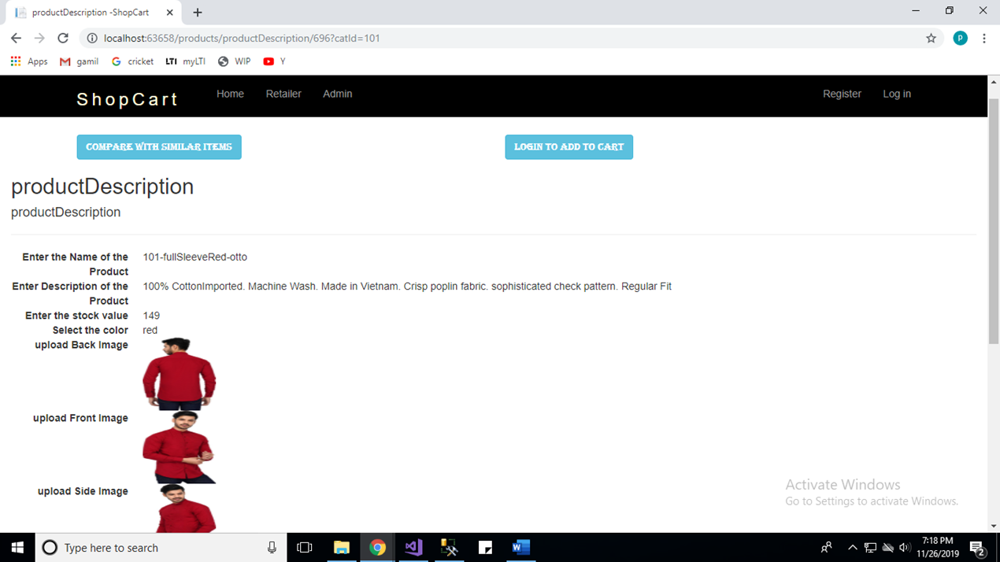 productDescription -ShopCart
localhost:63658/products/productDescription/696?catId=101
P
Apps gamil cricket LTI myLTI WIP Y
ShopCart Home Retailer Admin Register Log in
COMPARE WITH SIMILAR ITEMS LOGIN TO ADD TO CART
productDescription
productDescription
Enter the Name of the
Product
101-fullSleeveRed-otto
Enter Description of the
Product
100% CottonImported. Machine Wash. Made in Vietnam. Crisp poplin fabric. sophisticated check pattern. Regular Fit
Enter the stock value 149
Select the color red
upload Back Image
upload Front Image
upload Side Image
Activate Windows
Go to Settings to activate Windows.
Type here to search
7:18 PM
11/26/2019
2